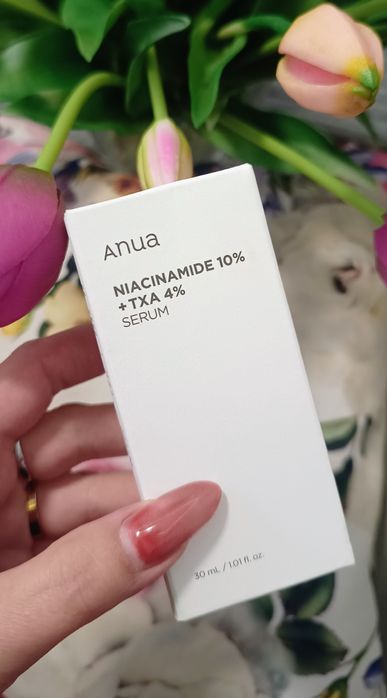 Anua
NIACINAMIDE 10%
+ TXA 4%
SERUM
30 mL / 1.01 fl. oz.